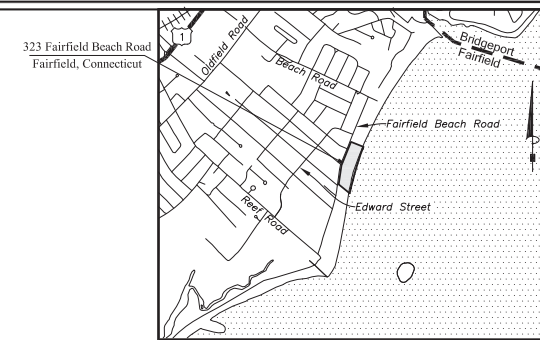 323 Fairfield Beach Road
Fairfield, Connecticut
1
Oldfield Road
Beach Road
Bridgeport
Fairfield
Fairfield Beach Road
Edward Street
Reef Road